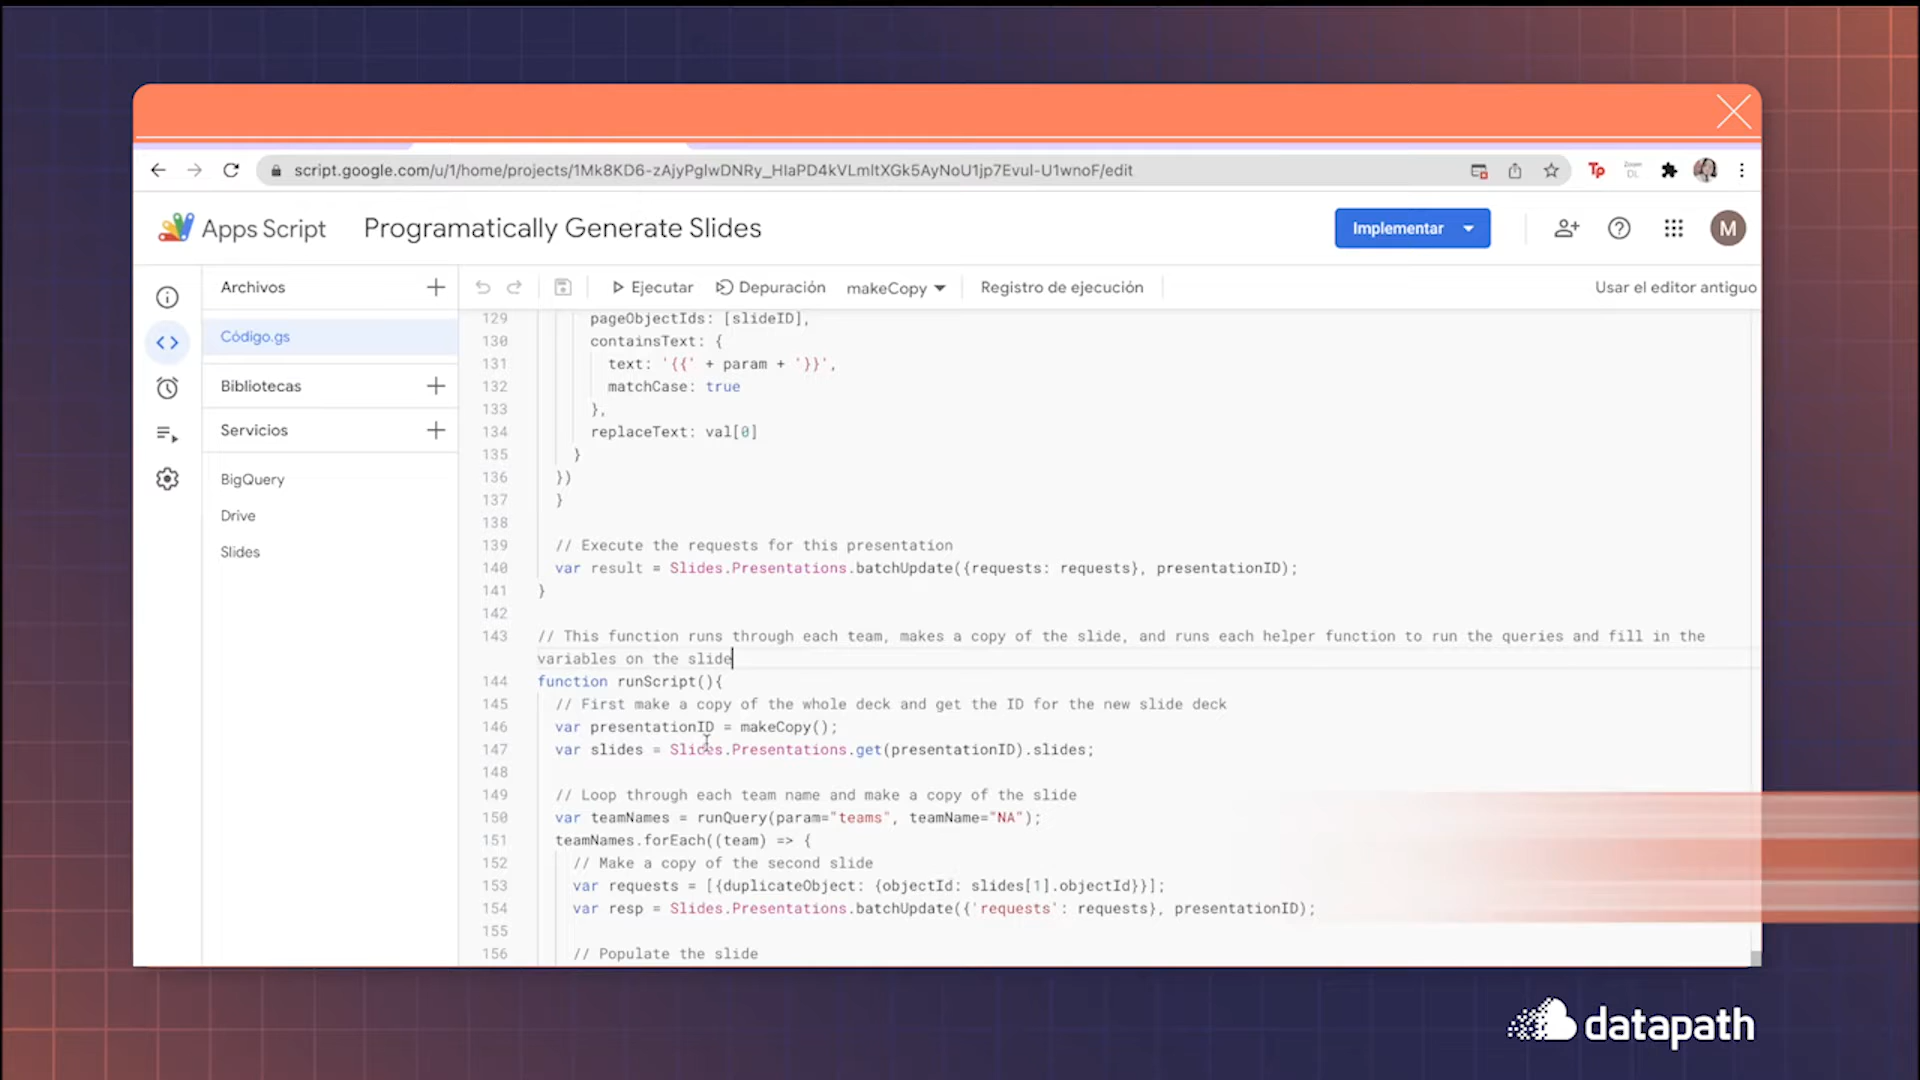 script.google.com/u/1/home/projects/1Mk8KD6-zAjyPglwDNRy_HIaPD4kVLmItXGk5AyNoU1jp7Evul-U1wnoF/edit
Tp
Zoom
DL
Apps Script
Programatically Generate Slides
Implementar
M
Archivos
Ejecutar
Depuración
makeCopy
Registro de ejecución
Usar el editor antiguo
Código.gs
Bibliotecas
Servicios
BigQuery
Drive
Slides
129 pageObjectIds: [slideID],
130 containsText: {
131 text: '{{' + param + '}}',
132 matchCase: true
133 },
134 replaceText: val[0]
135 }
136 })
137 }
138
139 // Execute the requests for this presentation
140 var result = Slides.Presentations.batchUpdate({requests: requests}, presentationID);
141 }
142
143 // This function runs through each team, makes a copy of the slide, and runs each helper function to run the queries and fill in the
variables on the slide
144 function runScript(){
145 // First make a copy of the whole deck and get the ID for the new slide deck
146 var presentationID = makeCopy();
147 var slides = Slides.Presentations.get(presentationID).slides;
148
149 // Loop through each team name and make a copy of the slide
150 var teamNames = runQuery(param="teams", teamName="NA");
151 teamNames.forEach((team) => {
152 // Make a copy of the second slide
153 var requests = [{duplicateObject: {objectId: slides[1].objectId}}];
154 var resp = Slides.Presentations.batchUpdate({'requests': requests}, presentationID);
155
156 // Populate the slide
datapath